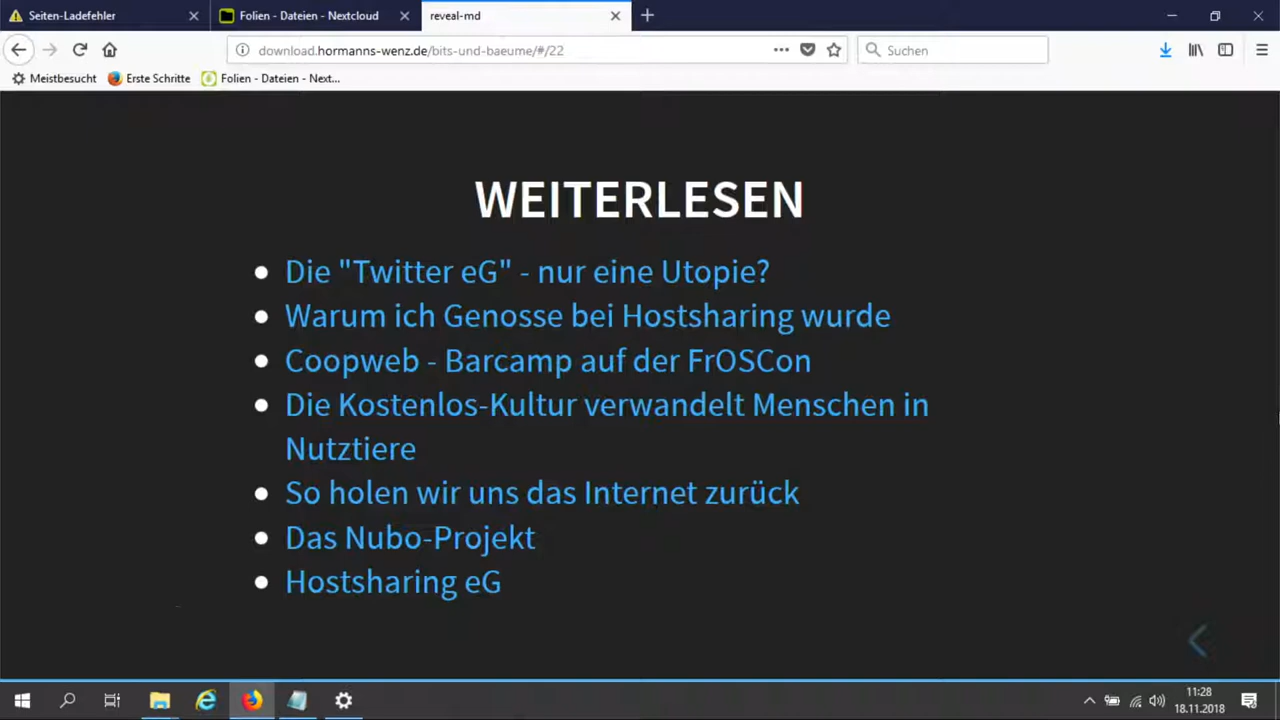 Seiten-Ladefehler
Folien - Dateien - Nextcloud
reveal-md
download.hormanns-wenz.de/bits-und-baeume/#/22
Suchen
Meistbesucht
Erste Schritte
Folien - Dateien - Next...
WEITERLESEN
Die "Twitter eG" - nur eine Utopie?
Warum ich Genosse bei Hostsharing wurde
Coopweb - Barcamp auf der FrOSCon
Die Kostenlos-Kultur verwandelt Menschen in
Nutztiere
So holen wir uns das Internet zurück
Das Nubo-Projekt
Hostsharing eG
11:28
18.11.2018